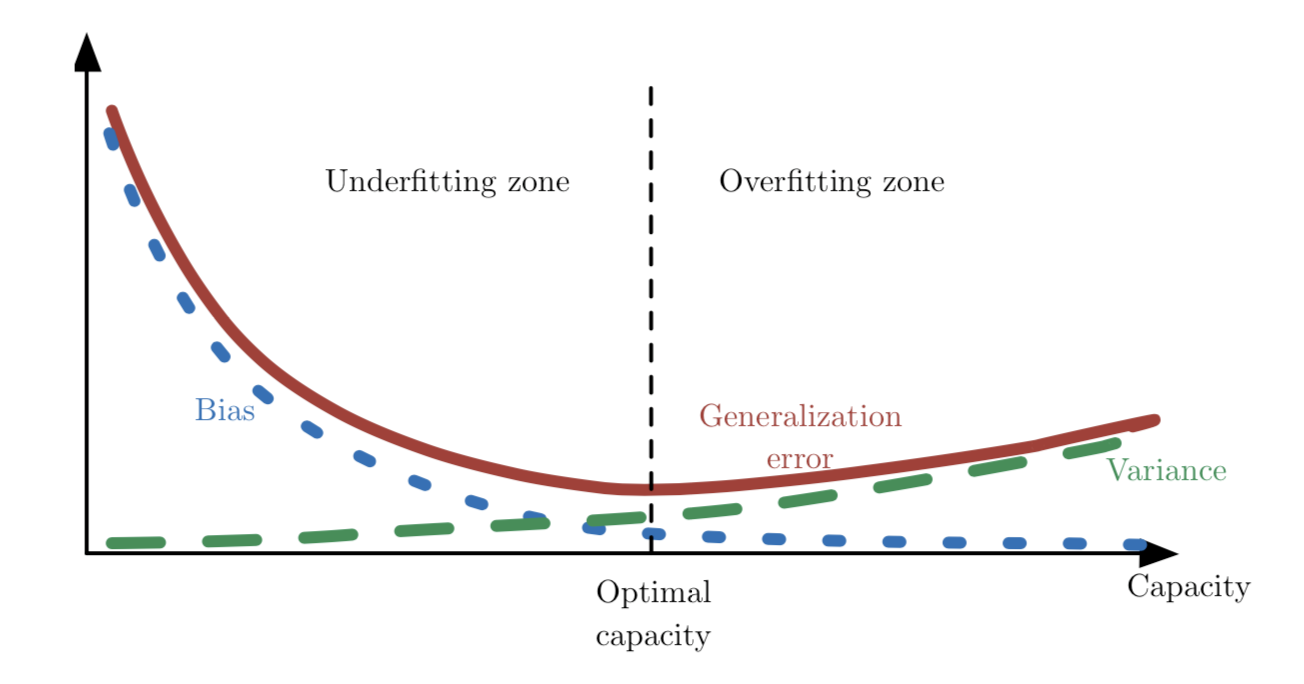 Underfitting zone
Overfitting zone
Bias
Generalization
error
Variance
Optimal
capacity
Capacity